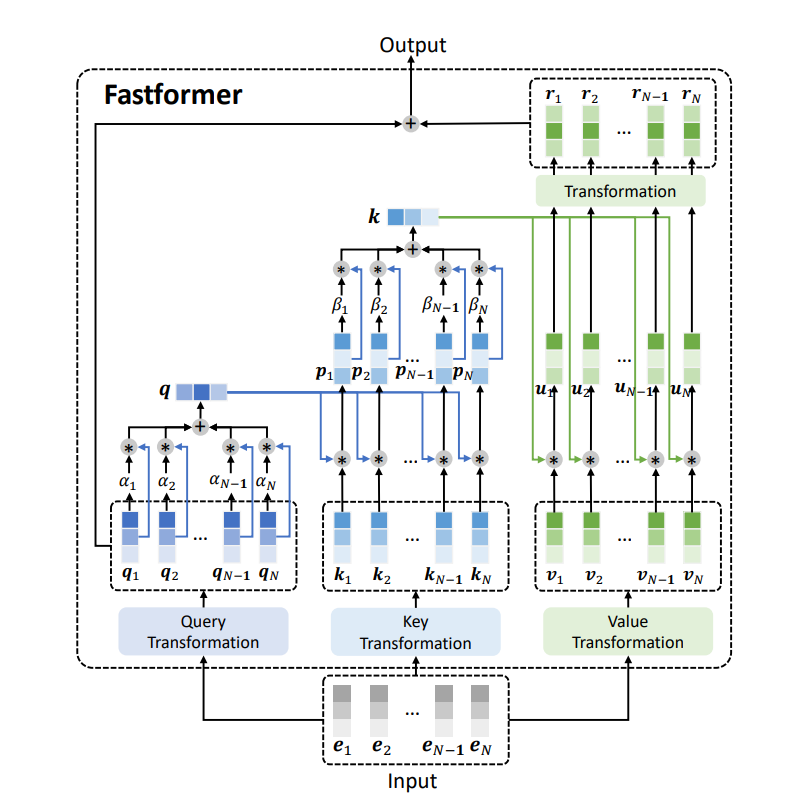 Output
Fastformer
r1 r2 rN−1 rN
...
Transformation
k
+
* * * *
β1 β2 βN−1 βN
p1 p2 ... pN−1 pN
u1 u2 ... uN−1 uN
q
+
* * * *
α1 α2 αN−1 αN
* * ... * *
* * ... * *
...
q1 q2 qN−1 qN
...
k1 k2 kN−1 kN
...
v1 v2 vN−1 vN
Query
Transformation
Key
Transformation
Value
Transformation
...
e1 e2 eN−1 eN
Input